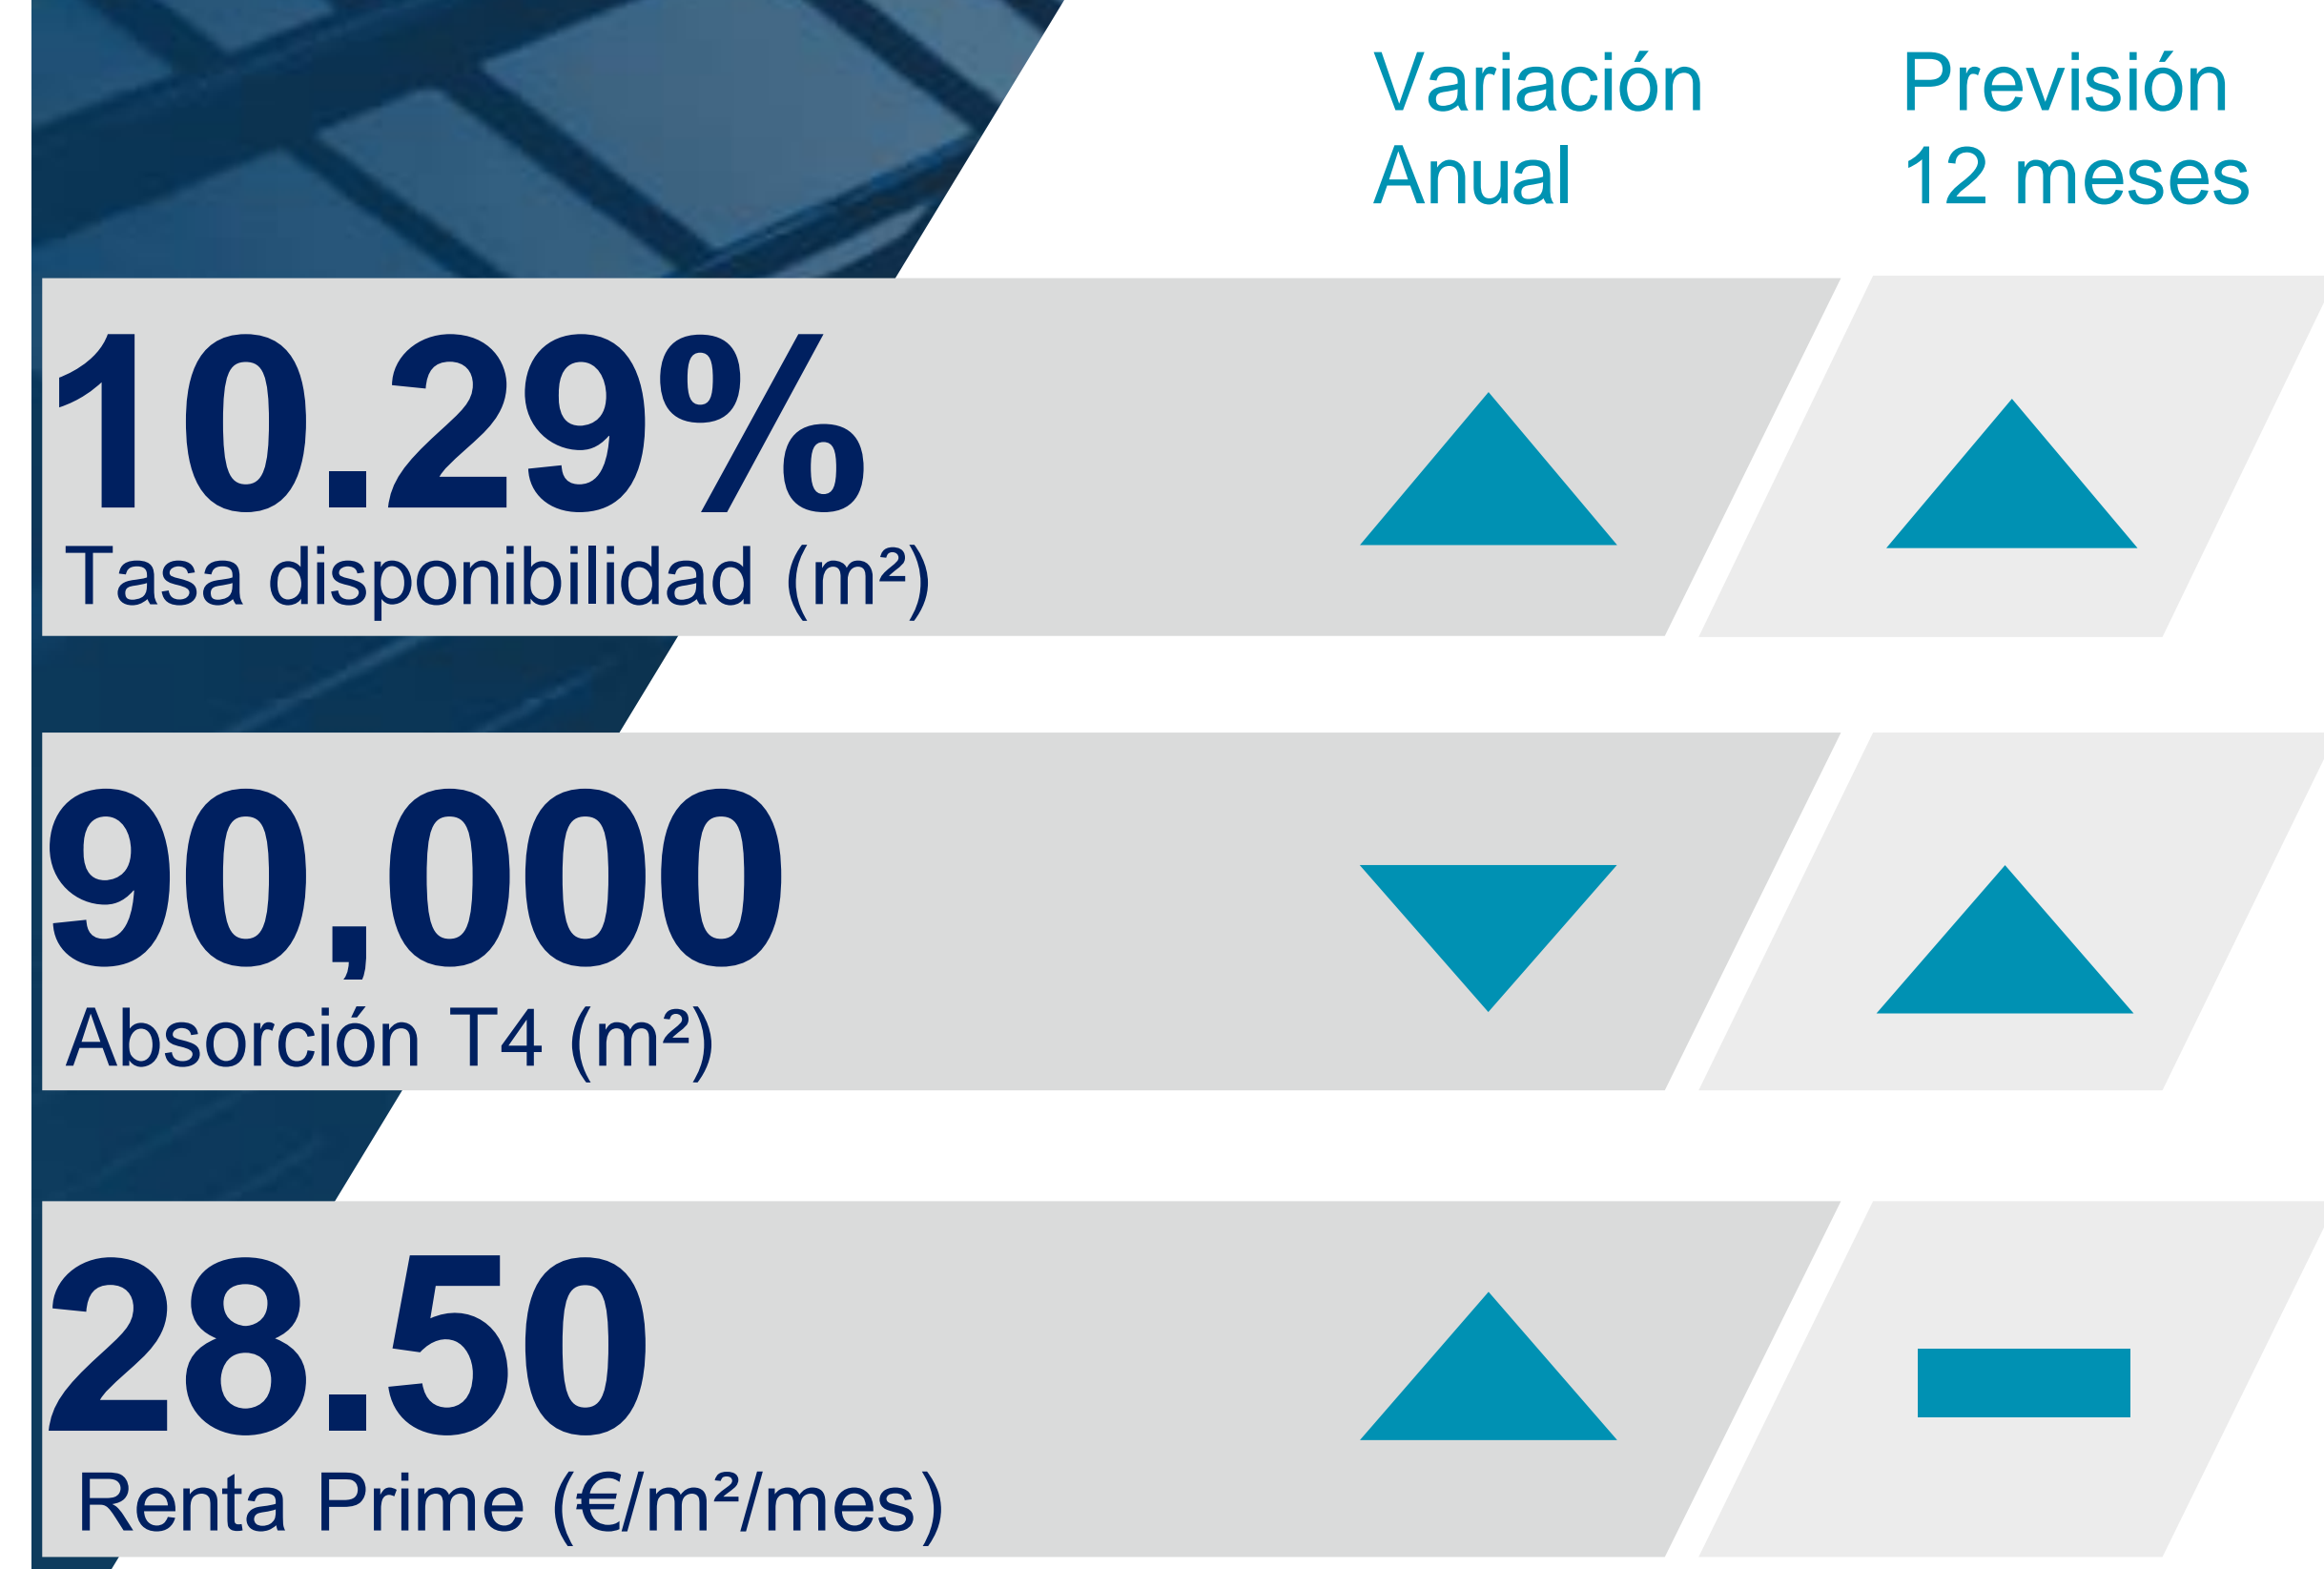 Variación Anual
Previsión 12 meses
10.29%
Tasa disponibilidad (m²)
90,000
Absorción T4 (m²)
28.50
Renta Prime (€/m²/mes)